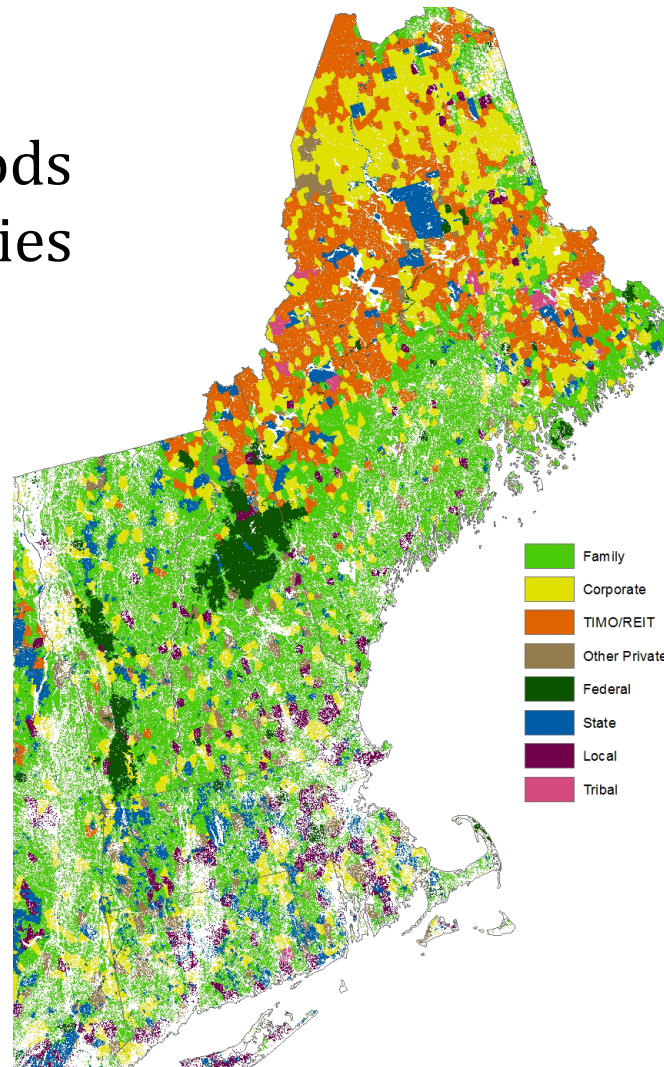 ods
ies
Family
Corporate
TIMO/REIT
Other Private
Federal
State
Local
Tribal